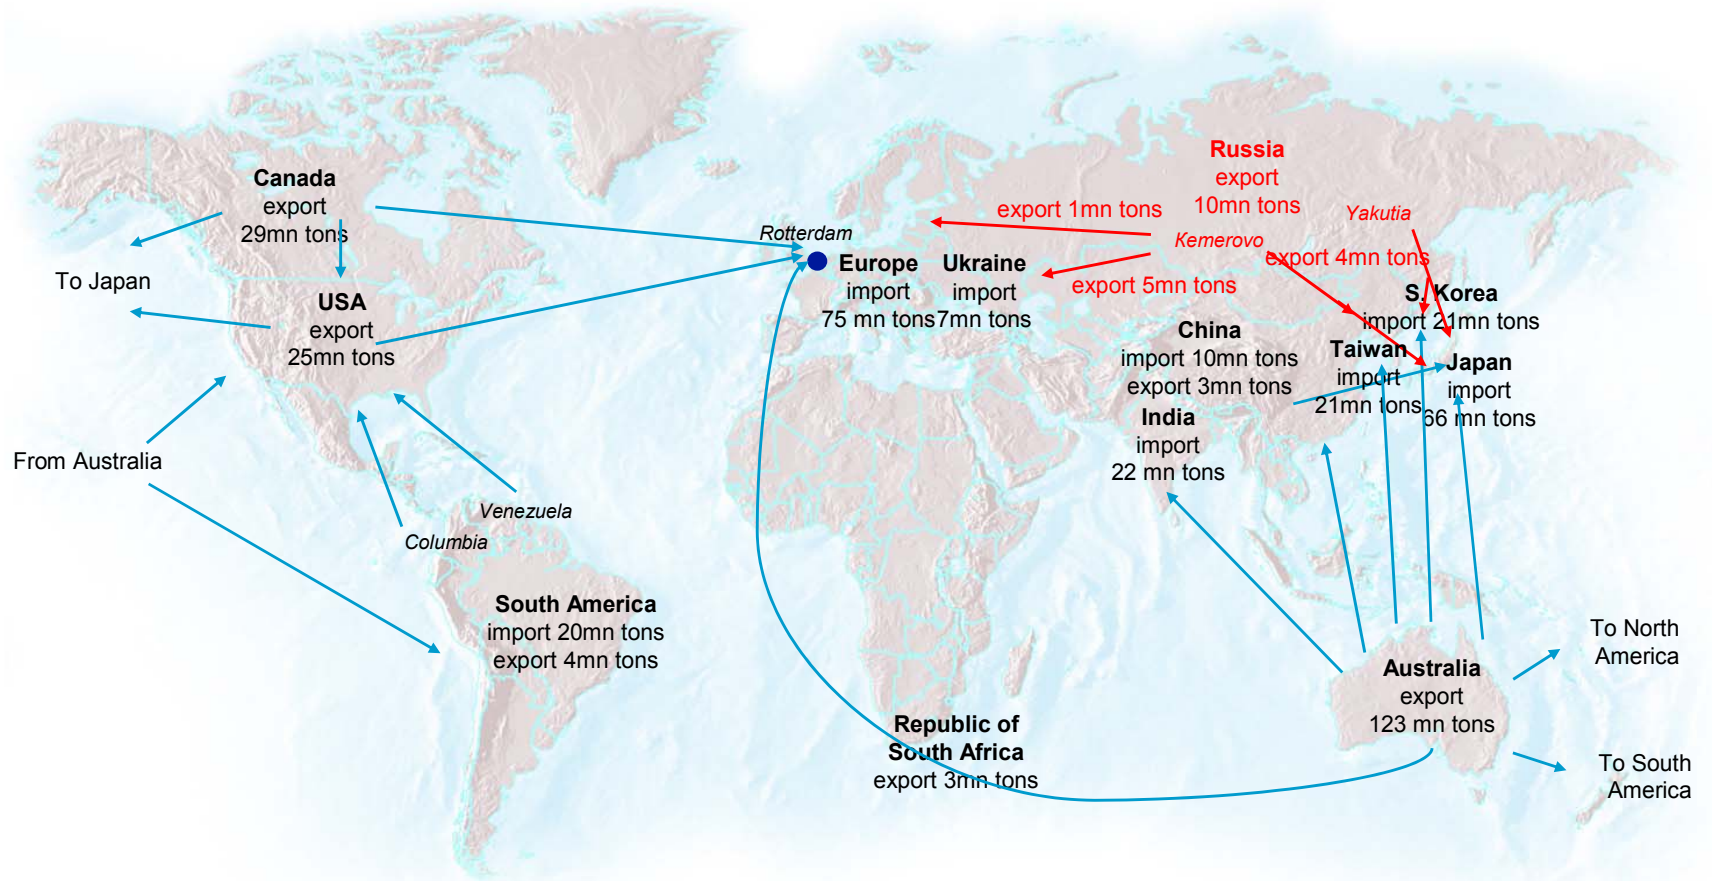 Canada
export
29mn tons
To Japan
USA
export
25mn tons
From Australia
Venezuela
Columbia
South America
import 20mn tons
export 4mn tons
Rotterdam
Europe
import
75 mn tons
Ukraine
import
7mn tons
Russia
export
10mn tons
export 1mn tons
Kemerovo
Yakutia
export 4mn tons
export 5mn tons
S. Korea
import 21mn tons
China
import 10mn tons
export 3mn tons
Taiwan
import
21mn tons
Japan
import
66 mn tons
India
import
22 mn tons
Republic of
South Africa
export 3mn tons
Australia
export
123 mn tons
To North
America
To South
America